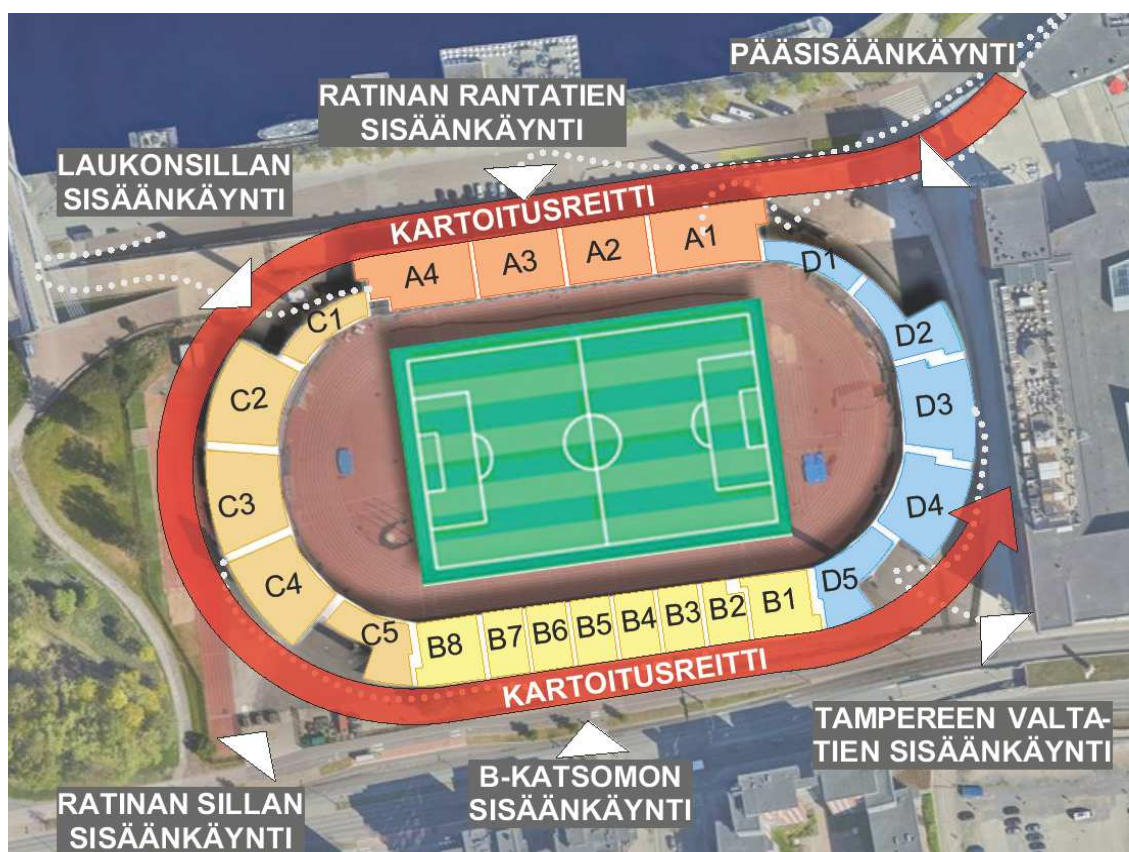 PÄÄSISÄÄNKÄYNTI
RATINAN RANTATIEN
SISÄÄNKÄYNTI
LAUKONSILLAN
SISÄÄNKÄYNTI
KARTOITUSREITTI
A4
A3
A2
A1
D1
D2
D3
D4
D5
C1
C2
C3
C4
C5
B8
B7
B6
B5
B4
B3
B2
B1
KARTOITUSREITTI
TAMPEREEN VALTA-
TIEN SISÄÄNKÄYNTI
B-KATSOMON
SISÄÄNKÄYNTI
RATINAN SILLAN
SISÄÄNKÄYNTI